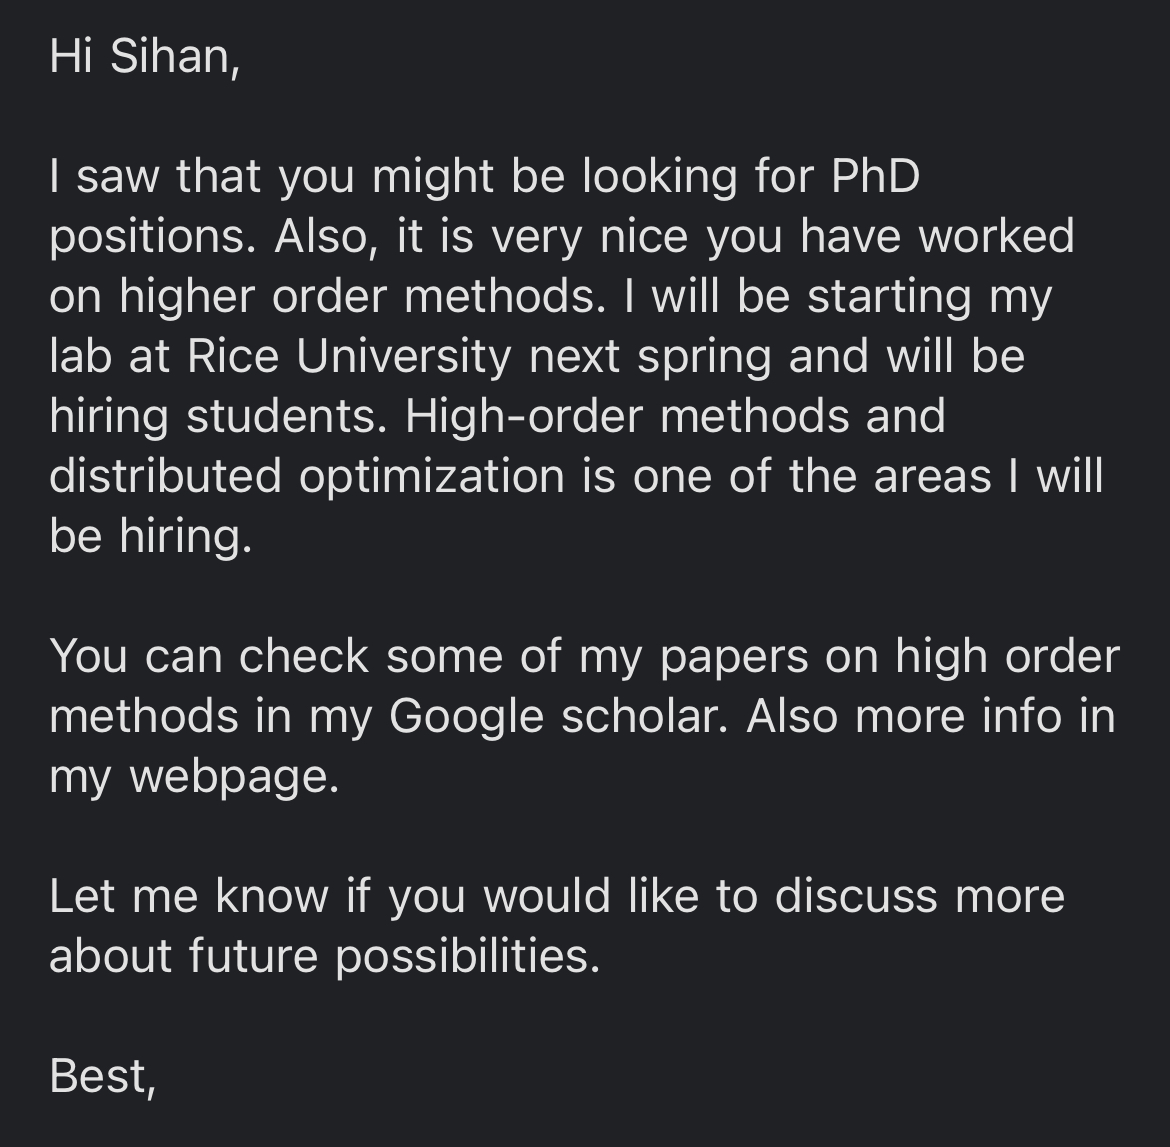 Hi Sihan,
I saw that you might be looking for PhD
positions. Also, it is very nice you have worked
on higher order methods. I will be starting my
lab at Rice University next spring and will be
hiring students. High-order methods and
distributed optimization is one of the areas I will
be hiring.
You can check some of my papers on high order
methods in my Google scholar. Also more info in
my webpage.
Let me know if you would like to discuss more
about future possibilities.
Best,